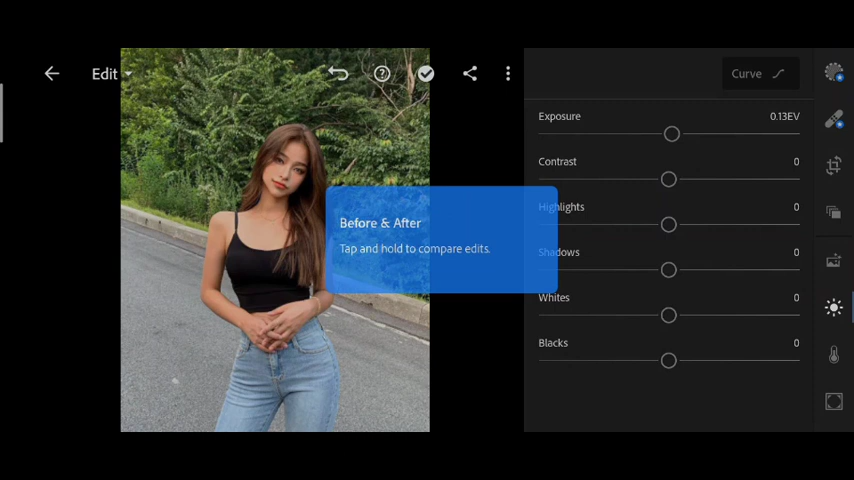 Edit
Curve
Exposure 0.13EV
Contrast 0
Before & After
Tap and hold to compare edits.
Highlights 0
Shadows 0
Whites 0
Blacks 0